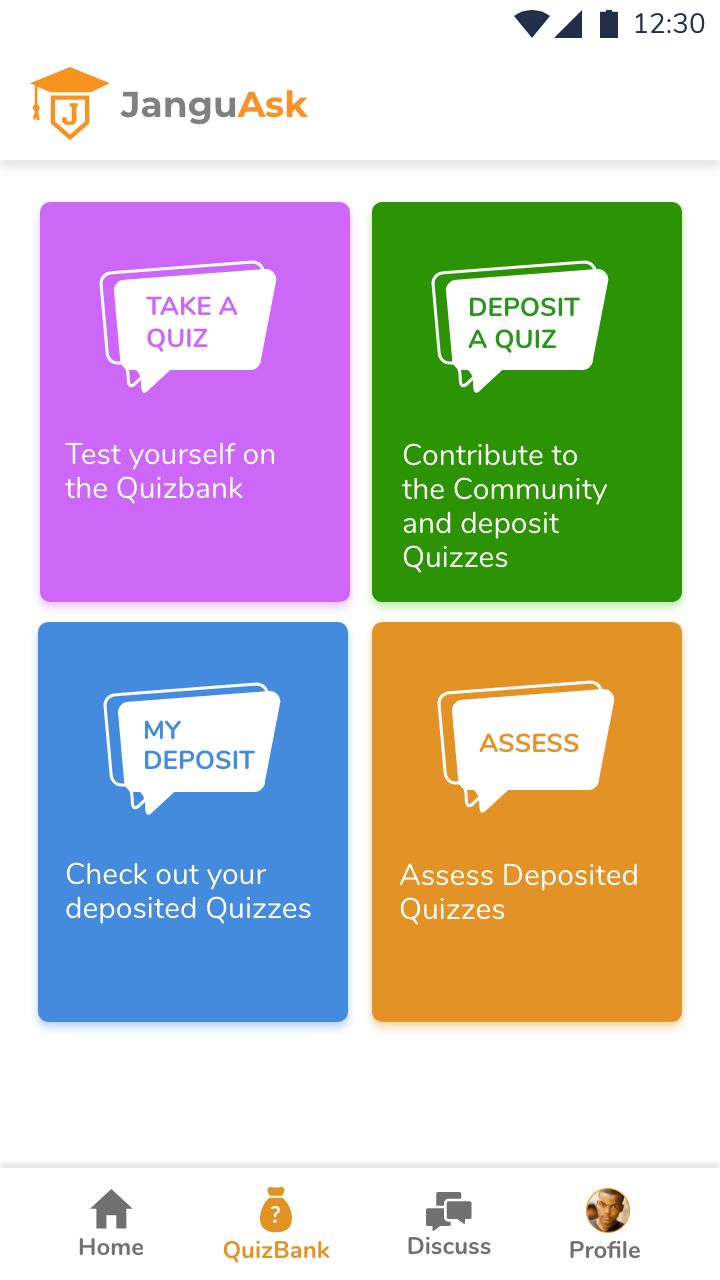 12:30
J
JanguAsk
TAKE A
QUIZ
Test yourself on
the Quizbank
DEPOSIT
A QUIZ
Contribute to
the Community
and deposit
Quizzes
MY
DEPOSIT
Check out your
deposited Quizzes
ASSESS
Assess Deposited
Quizzes
?
Home
QuizBank
Discuss
Profile